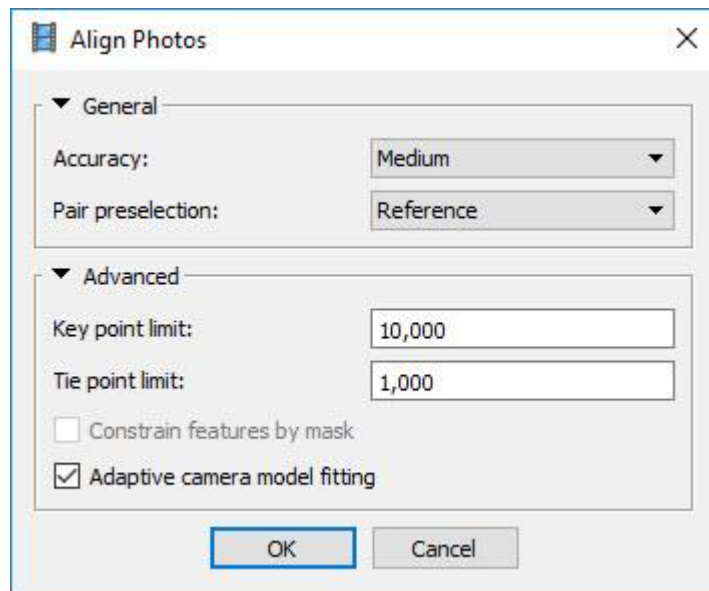 Align Photos
General
Accuracy: Medium
Pair preselection: Reference
Advanced
Key point limit: 10,000
Tie point limit: 1,000
Constrain features by mask
Adaptive camera model fitting
OK Cancel